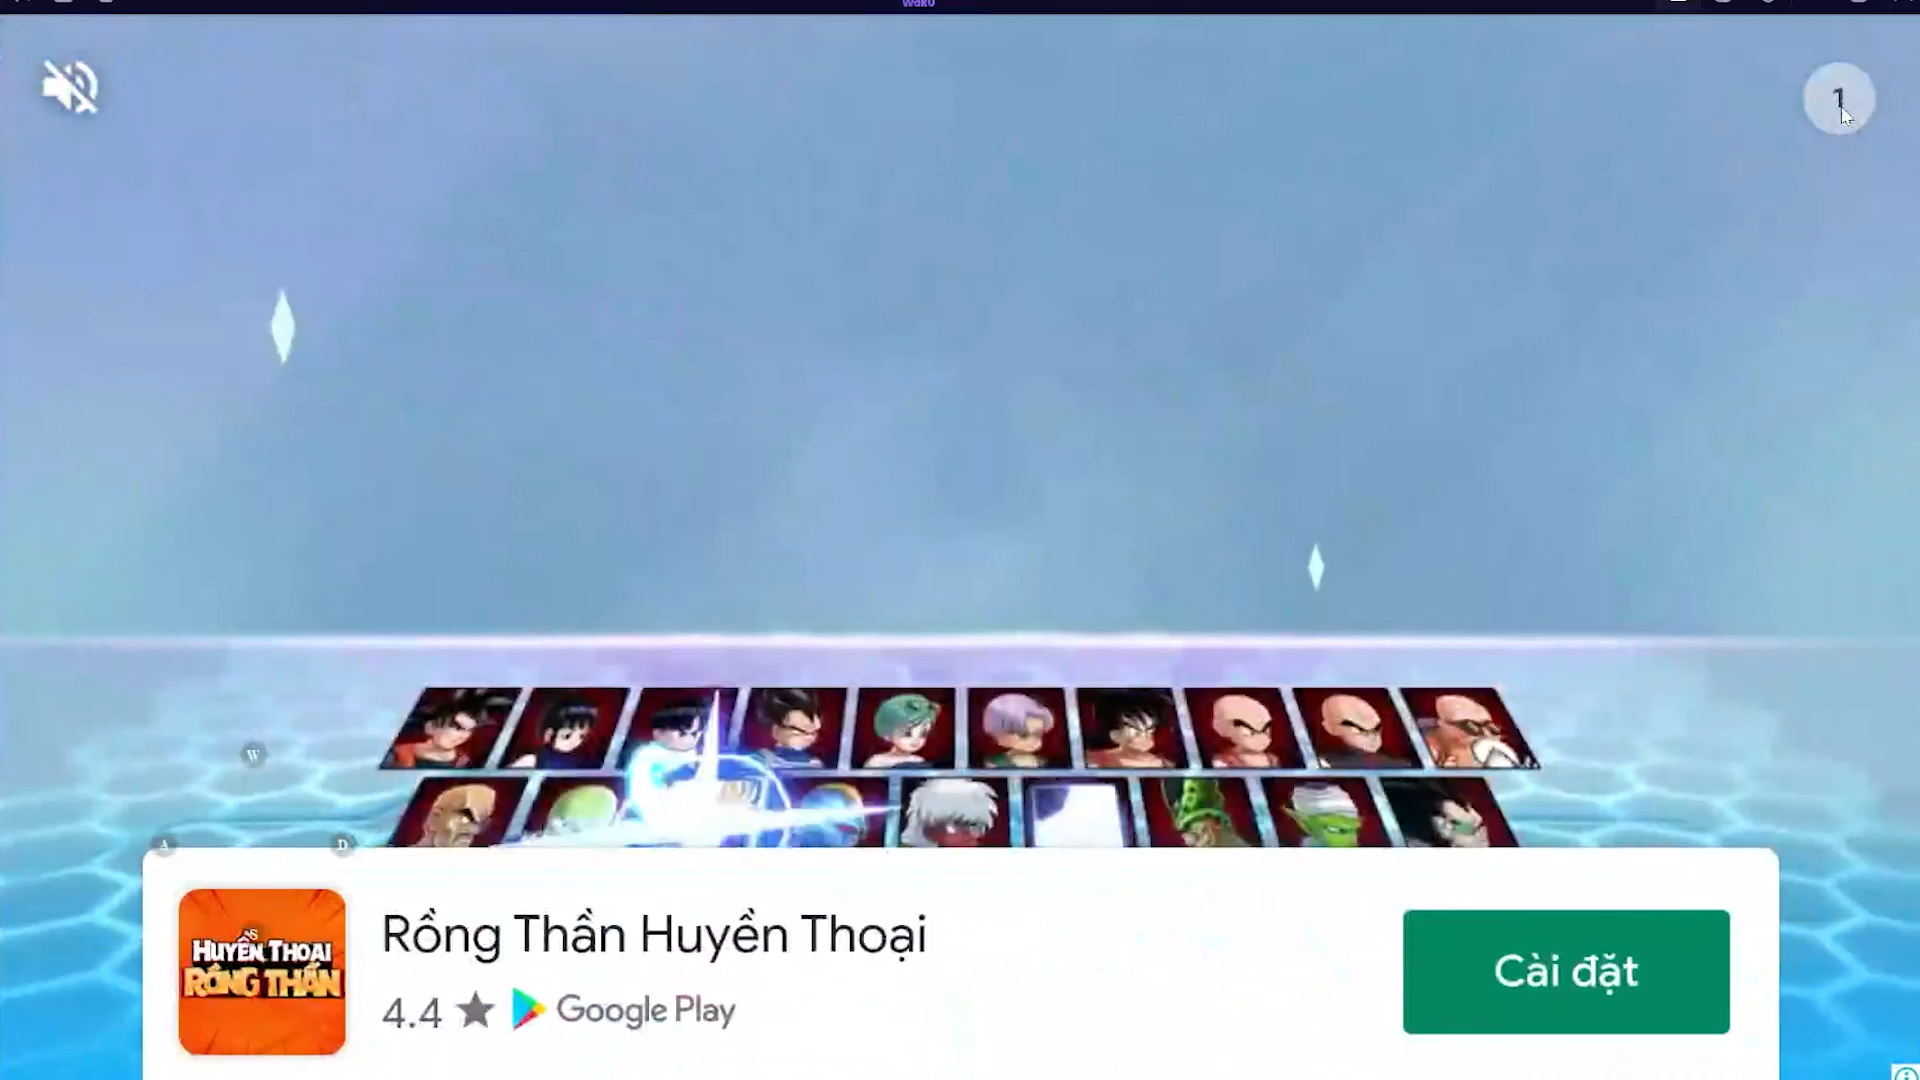 1
W
A
D
S
HUYỀN THOẠI
RỒNG THẦN
Rồng Thần Huyền Thoại
4.4 ★ Google Play
Cài đặt